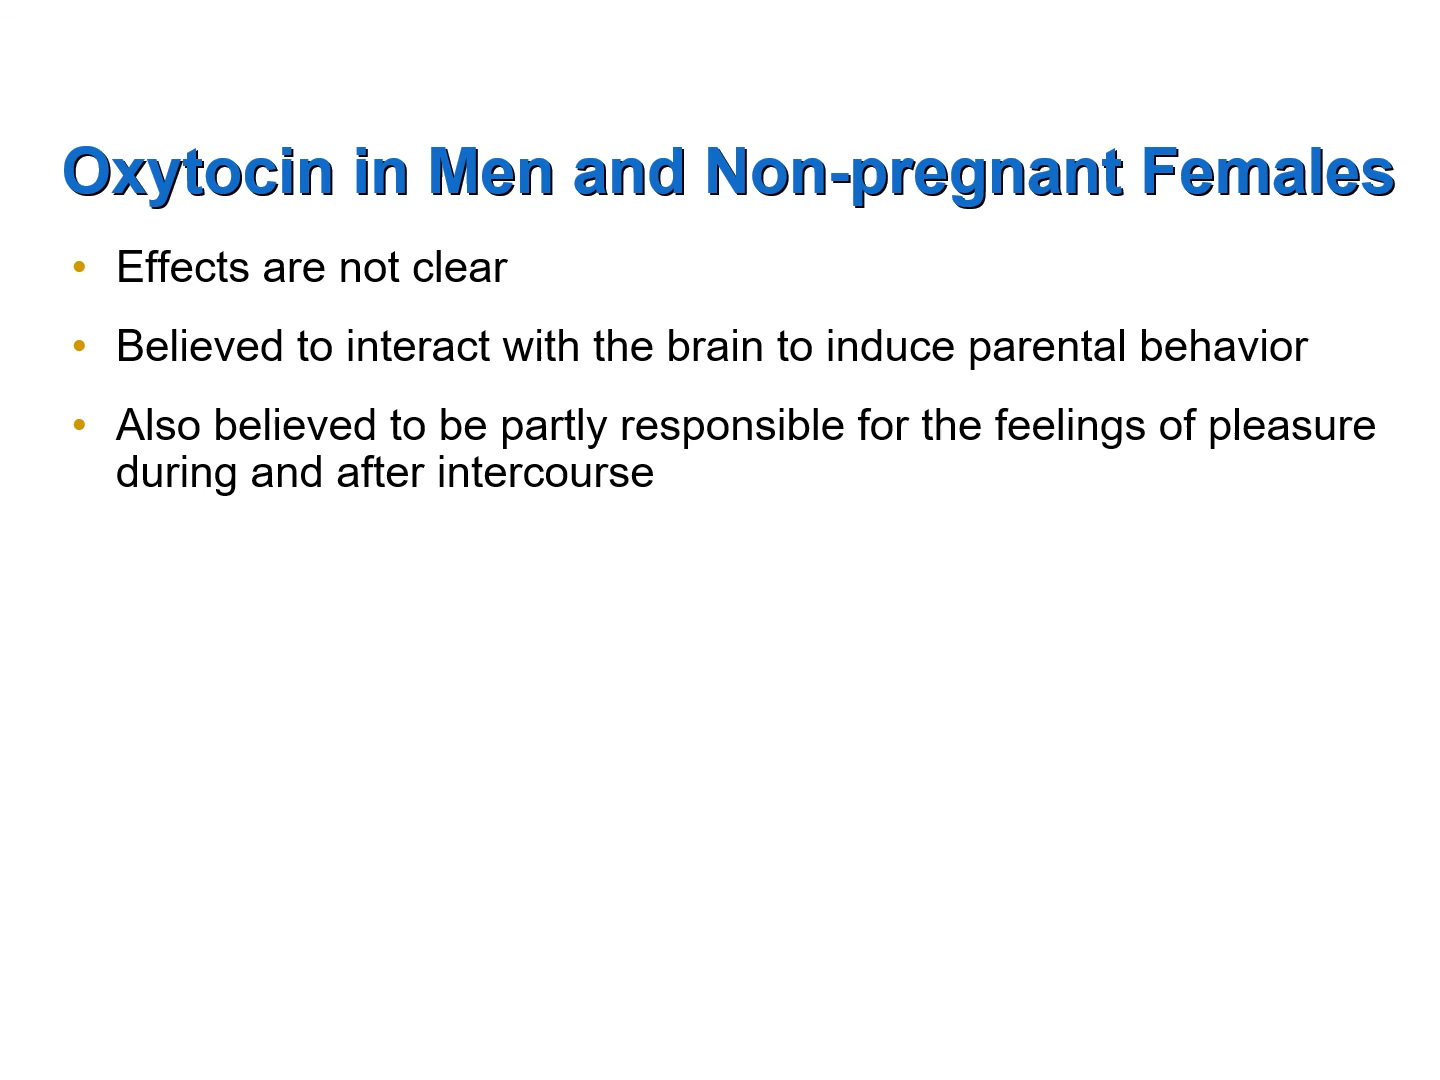 Oxytocin in Men and Non-pregnant Females
• Effects are not clear
• Believed to interact with the brain to induce parental behavior
• Also believed to be partly responsible for the feelings of pleasure
during and after intercourse